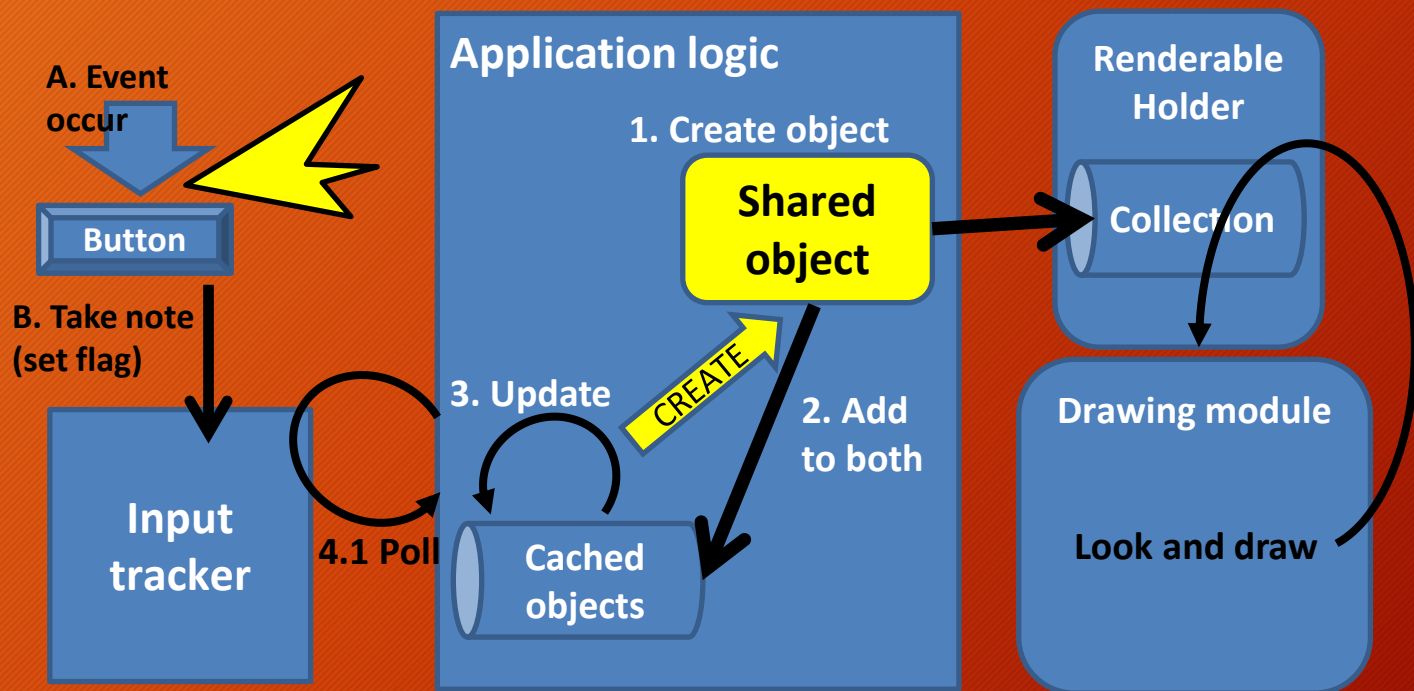 A. Event
occur
Button
B. Take note
(set flag)
Input
tracker
4.1 Poll
Application logic
1. Create object
Shared
object
CREATE
3. Update
2. Add
to both
Cached
objects
Renderable
Holder
Collection
Drawing module
Look and draw